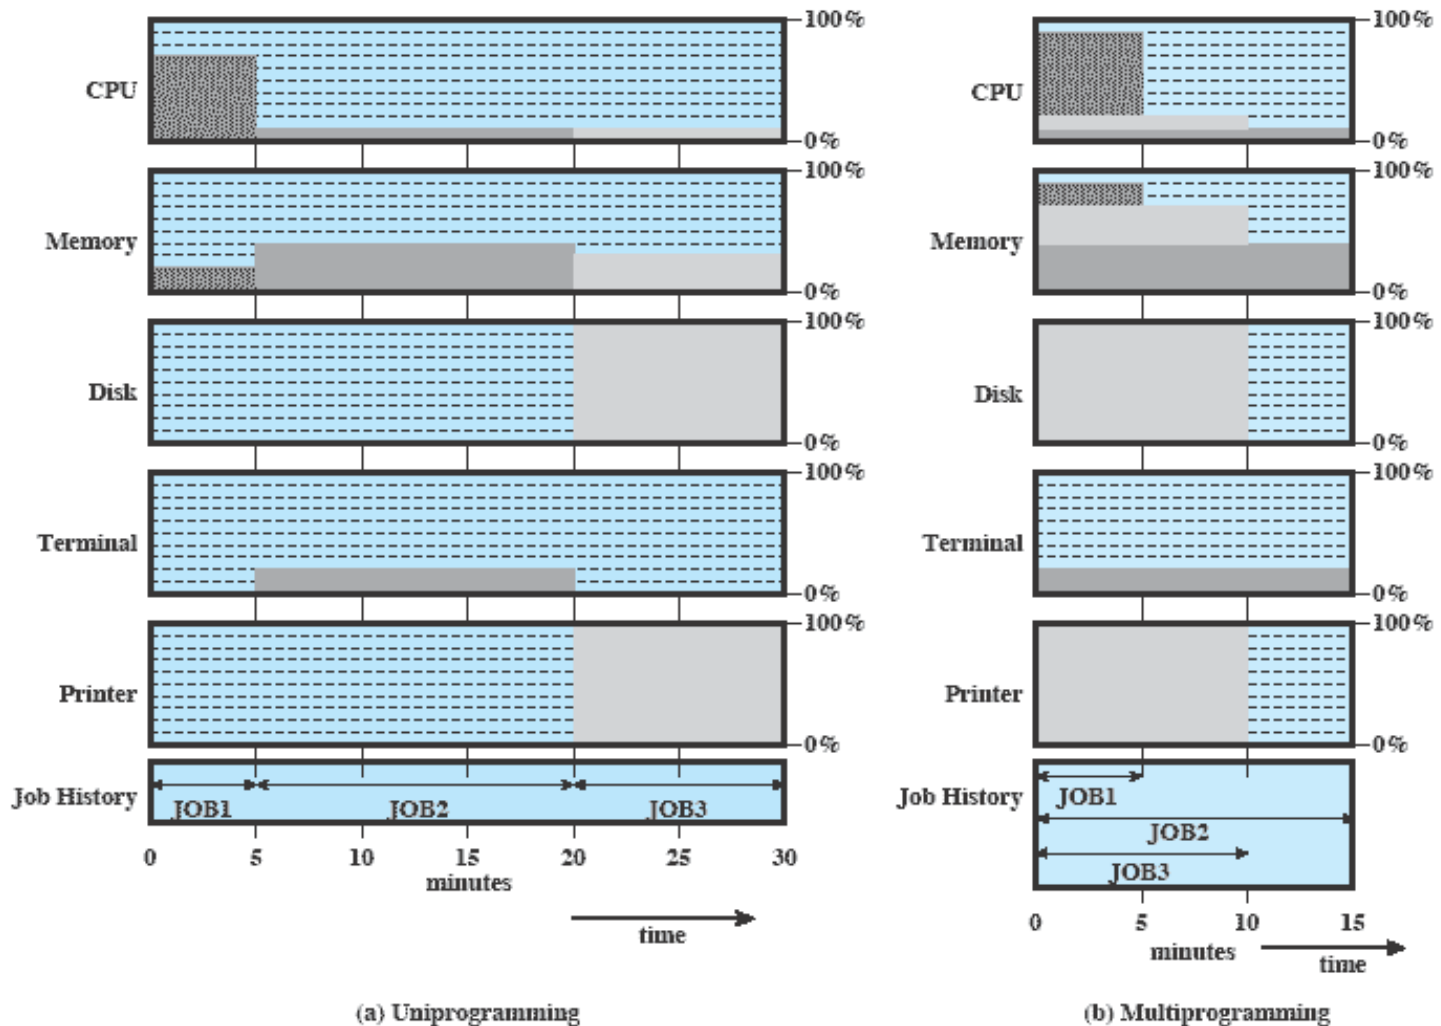 100%
CPU
0%
100%
Memory
0%
100%
Disk
0%
100%
Terminal
0%
100%
Printer
0%
Job History
JOB1
JOB2
JOB3
0
5
10
15
20
25
30
minutes
time
(a) Uniprogramming
100%
CPU
0%
100%
Memory
0%
100%
Disk
0%
100%
Terminal
0%
100%
Printer
0%
Job History
JOB1
JOB2
JOB3
0
5
10
15
minutes
time
(b) Multiprogramming